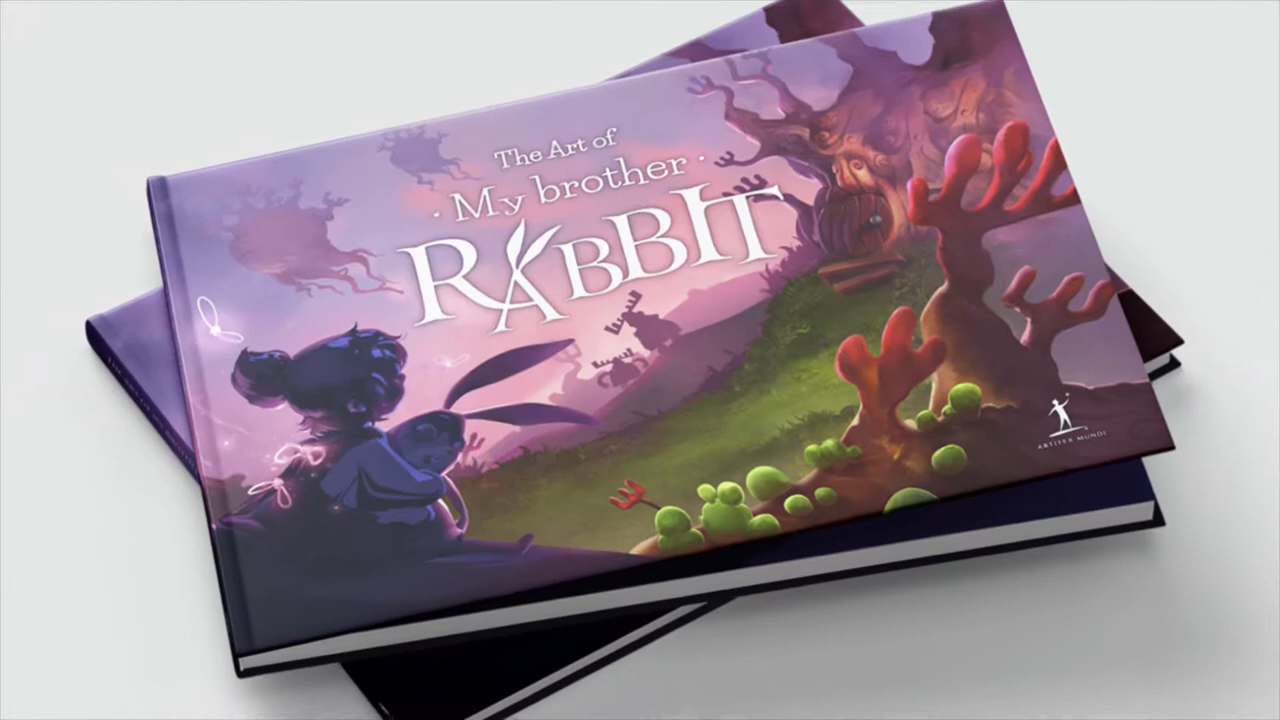 The Art of
· My brother ·
RABBIT
ARTIFEX MUNDI